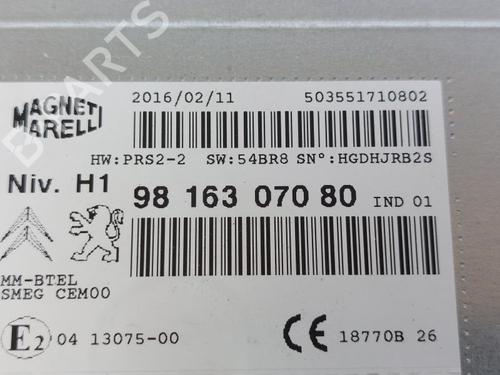 MAGNETI
MARELLI
2016/02/11
503551710802
HW:PRS2-2 SW:54BR8 SN°:HGDHJRB2S
Niv. H1
98 163 070 80 IND 01
MM-BTEL
SMEG CEM00
E2 04 13075-00
CE 18770B 26